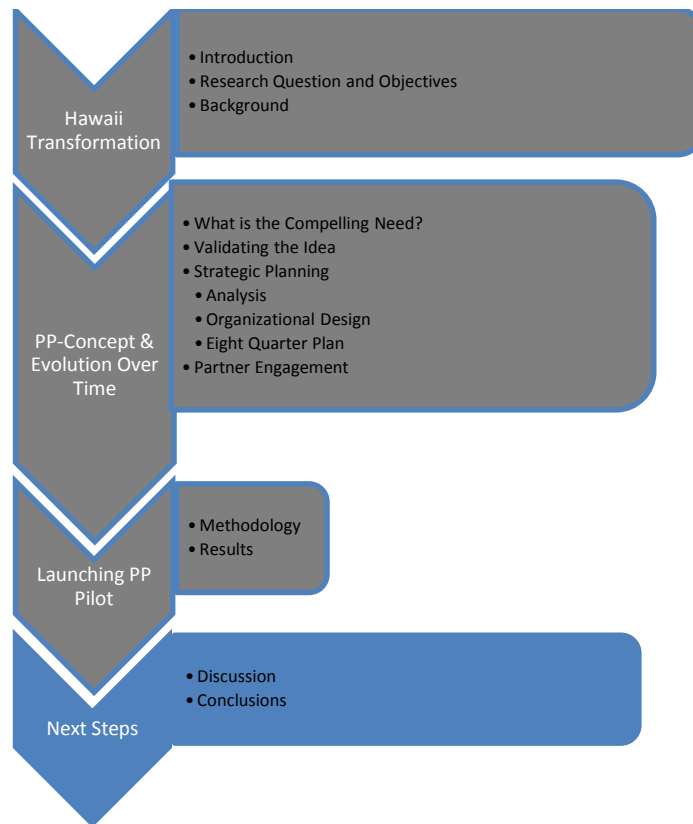 Hawaii
Transformation
• Introduction
• Research Question and Objectives
• Background
PP-Concept &
Evolution Over
Time
• What is the Compelling Need?
• Validating the Idea
• Strategic Planning
• Analysis
• Organizational Design
• Eight Quarter Plan
• Partner Engagement
Launching PP
Pilot
• Methodology
• Results
Next Steps
• Discussion
• Conclusions